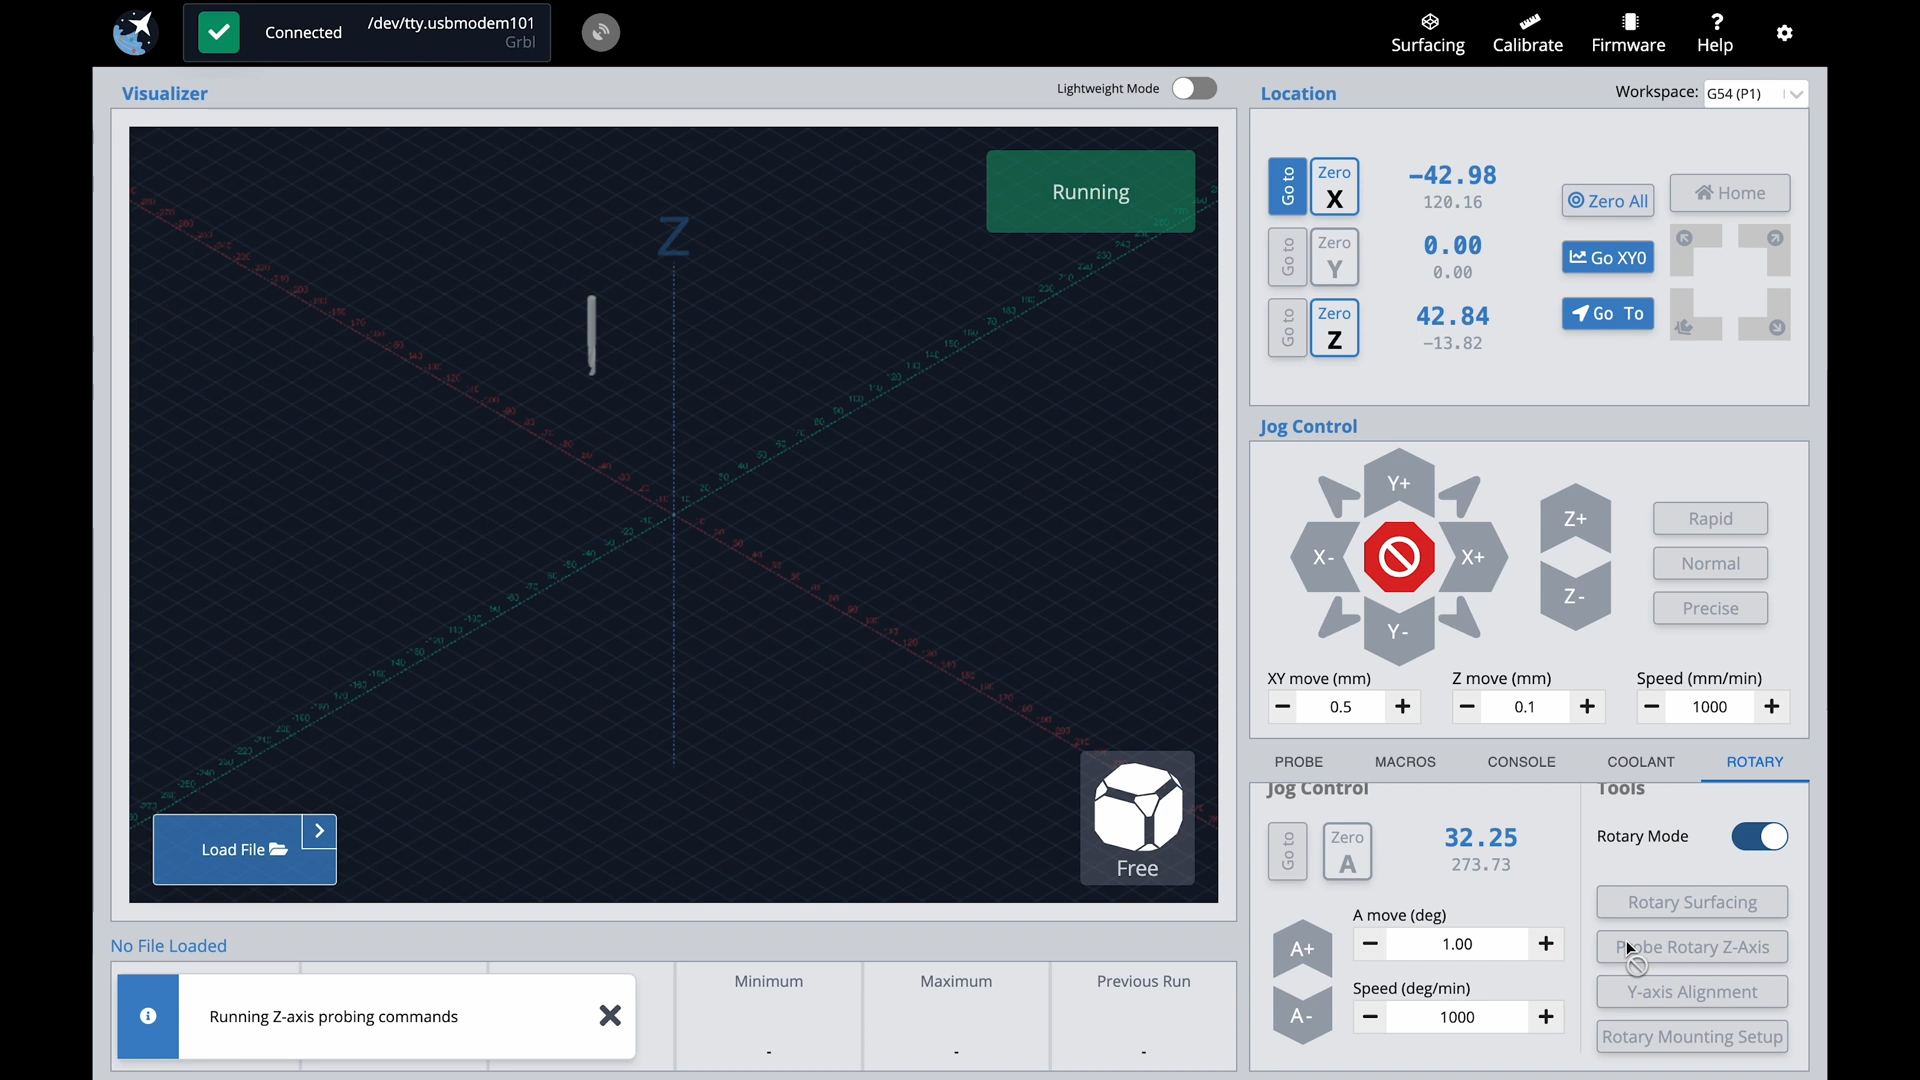 Connected
/dev/tty.usbmodem101
Grbl
Surfacing
Calibrate
Firmware
Help
Visualizer
Lightweight Mode
Running
Z
Load File
Free
Location
Workspace: G54 (P1)
Go to
Zero X
-42.98
120.16
Zero All
Home
Go to
Zero Y
0.00
0.00
Go XY0
Go to
Zero Z
42.84
-13.82
Go To
Jog Control
Y+
X-
X+
Y-
Z+
Z-
Rapid
Normal
Precise
XY move (mm)
Z move (mm)
Speed (mm/min)
0.5
0.1
1000
PROBE
MACROS
CONSOLE
COOLANT
ROTARY
Jog Control
Tools
Go to
Zero A
32.25
273.73
Rotary Mode
A+
A-
A move (deg)
1.00
Speed (deg/min)
1000
Rotary Surfacing
Probe Rotary Z-Axis
Y-axis Alignment
Rotary Mounting Setup
No File Loaded
Running Z-axis probing commands
Minimum
Maximum
Previous Run
-
-
-